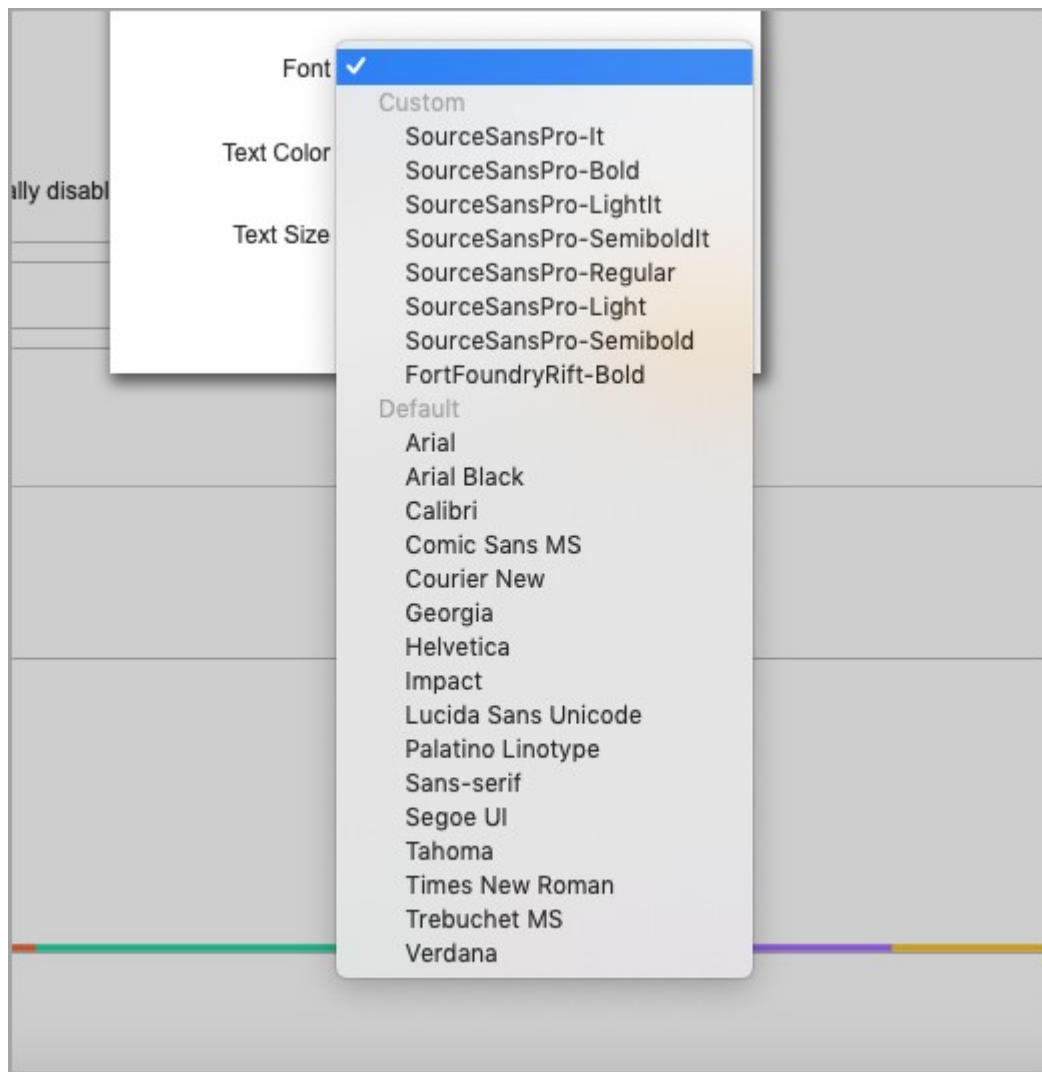 Font
Custom
SourceSansPro-It
Text Color
SourceSansPro-Bold
ally disabl
SourceSansPro-LightIt
Text Size
SourceSansPro-SemiboldIt
SourceSansPro-Regular
SourceSansPro-Light
SourceSansPro-Semibold
FortFoundryRift-Bold
Default
Arial
Arial Black
Calibri
Comic Sans MS
Courier New
Georgia
Helvetica
Impact
Lucida Sans Unicode
Palatino Linotype
Sans-serif
Segoe UI
Tahoma
Times New Roman
Trebuchet MS
Verdana